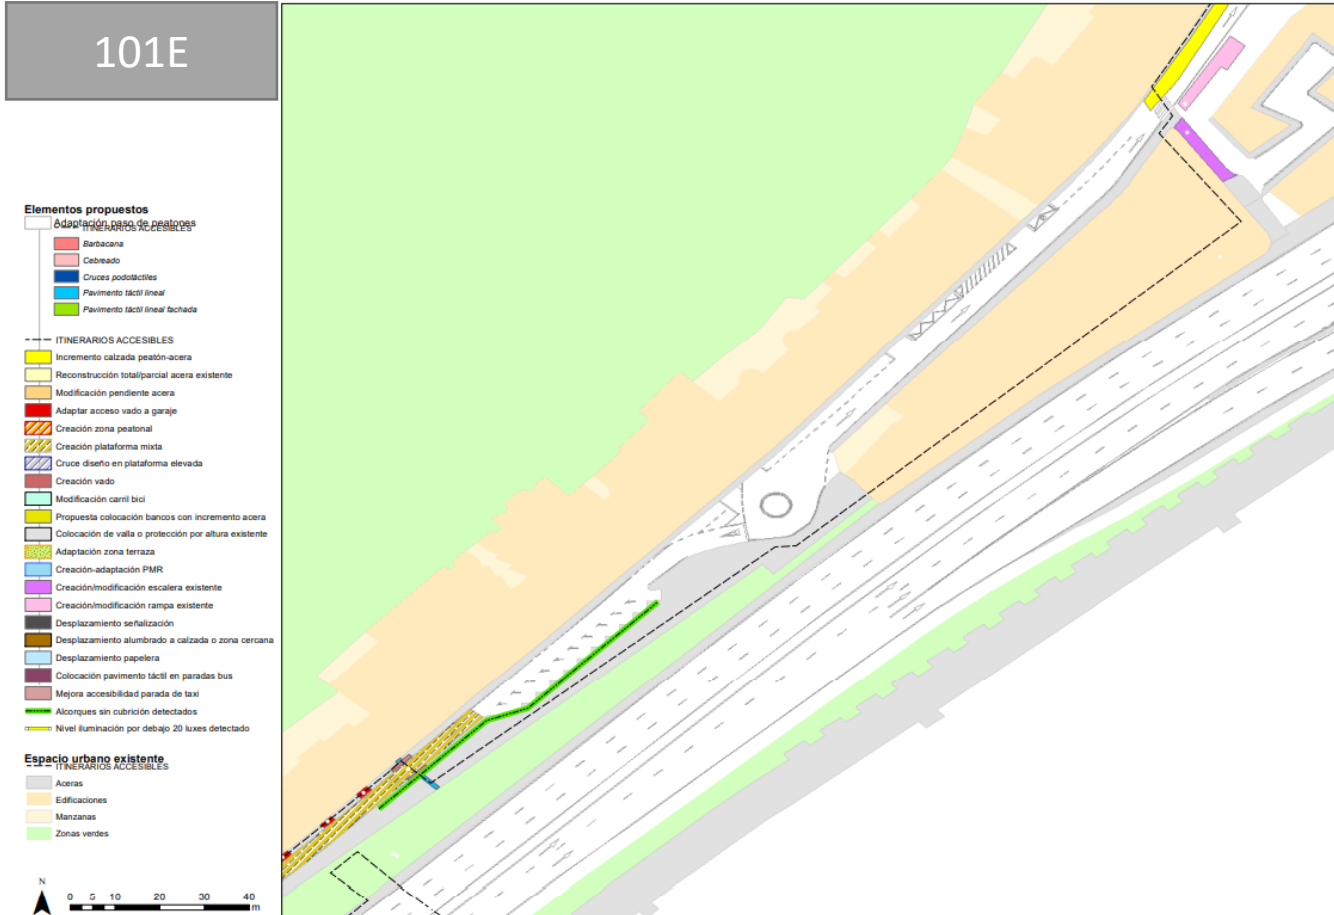 101E
Elementos propuestos
Adaptación paso de peatones
ITINERARIOS ACCESIBLES
Barbacana
Cebreado
Cruces podotáctiles
Pavimento táctil lineal
Pavimento táctil lineal fachada
ITINERARIOS ACCESIBLES
Incremento calzada peatón-acera
Reconstrucción total/parcial acera existente
Modificación pendiente acera
Adaptar acceso vado a garaje
Creación zona peatonal
Creación plataforma mixta
Cruce diseño en plataforma elevada
Creación vado
Modificación carril bici
Propuesta colocación bancos con incremento acera
Colocación de valla o protección por altura existente
Adaptación zona terraza
Creación-adaptación PMR
Creación/modificación escalera existente
Creación/modificación rampa existente
Desplazamiento señalización
Desplazamiento alumbrado a calzada o zona cercana
Desplazamiento papelera
Colocación pavimento táctil en paradas bus
Mejora accesibilidad parada de taxi
Alcorques sin cubrición detectados
Nivel iluminación por debajo 20 luxes detectado
Espacio urbano existente
ITINERARIOS ACCESIBLES
Aceras
Edificaciones
Manzanas
Zonas verdes
N
0 5 10 20 30 40
m